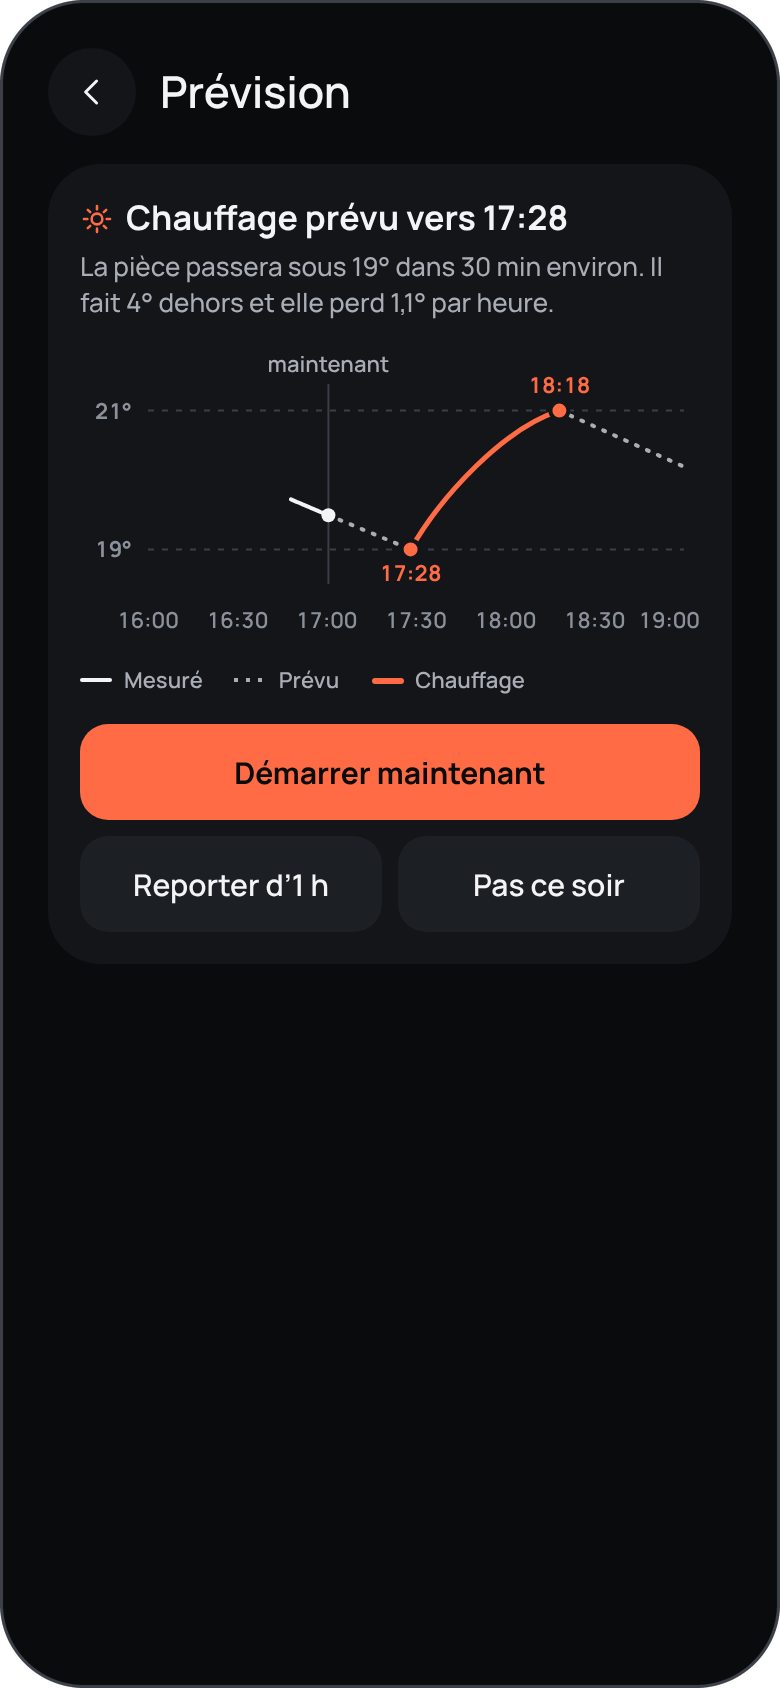 Prévision
Chauffage prévu vers 17:28
La pièce passera sous 19° dans 30 min environ. Il
fait 4° dehors et elle perd 1,1° par heure.
maintenant
18:18
21°
19°
17:28
16:00 16:30 17:00 17:30 18:00 18:30 19:00
Mesuré Prévu Chauffage
Démarrer maintenant
Reporter d’1 h Pas ce soir